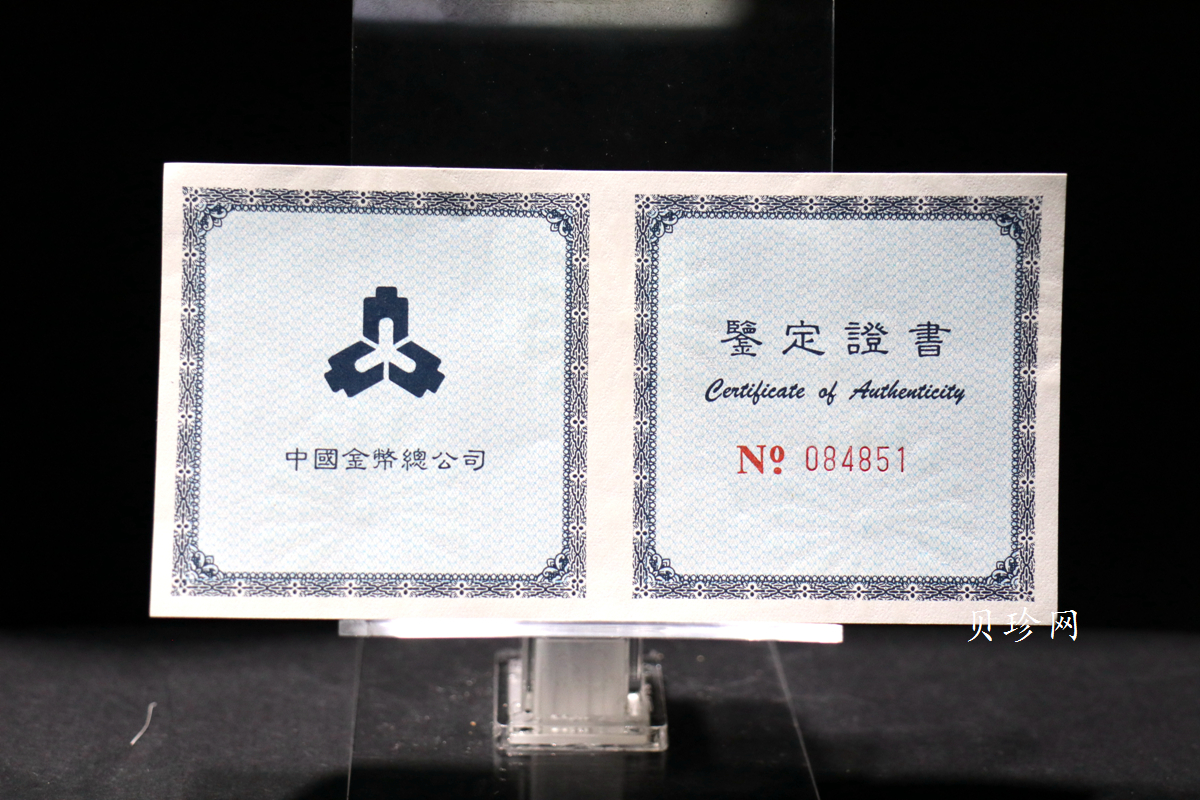 中國金幣總公司
鑒定證書
Certificate of Authenticity
Nº 084851
贝珍网